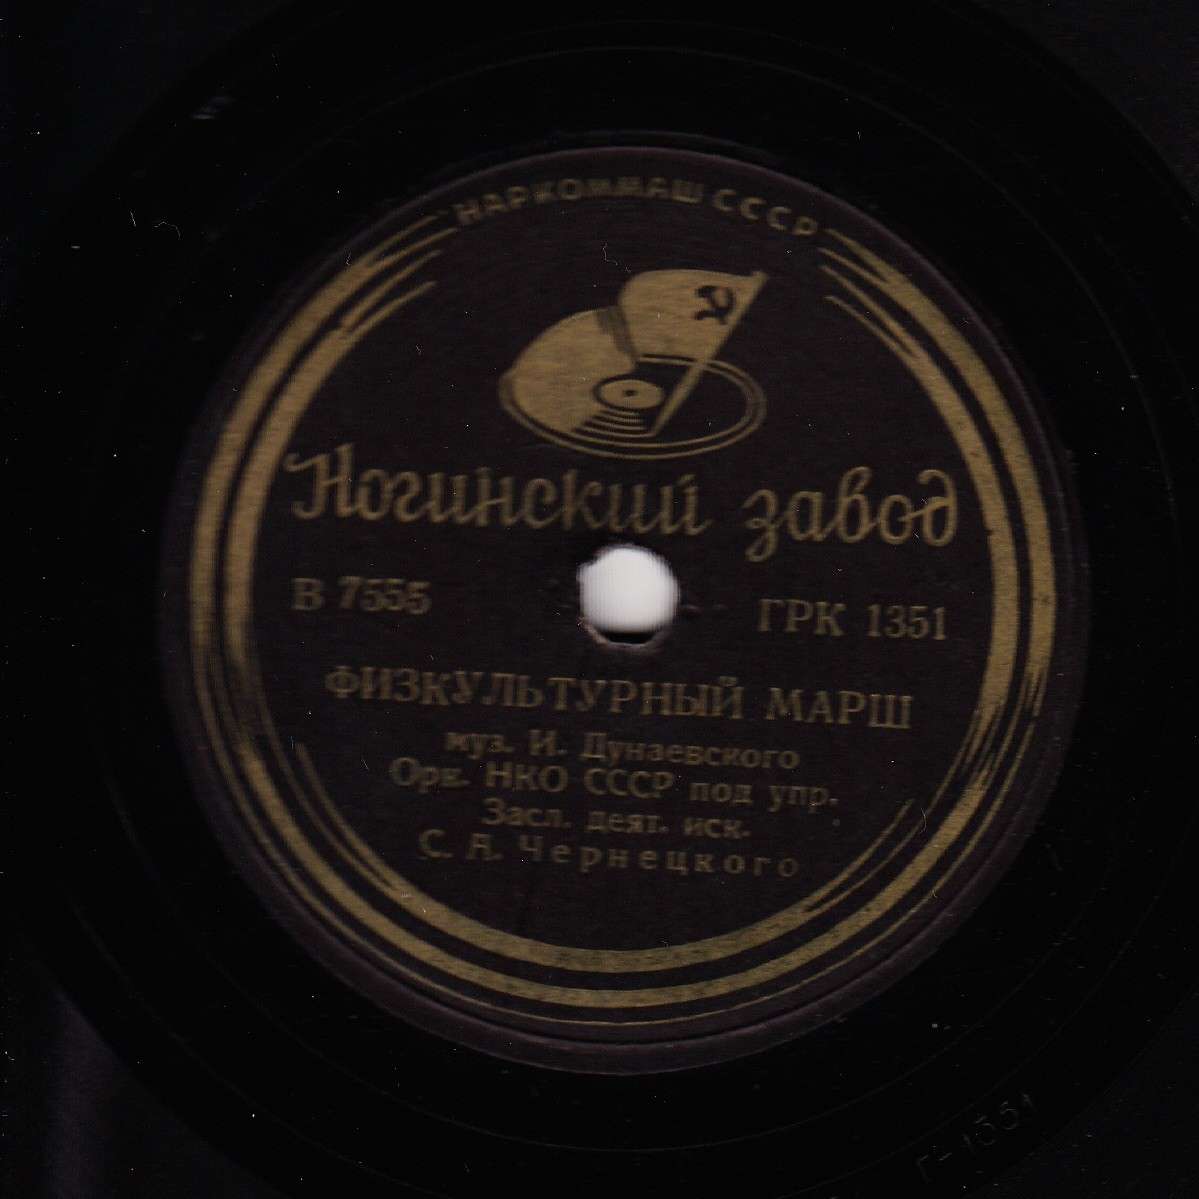 НАРКОММАШ СССР
Ногинский завод
В 7555
ГРК 1351
ФИЗКУЛЬТУРНЫЙ МАРШ
муз. И. Дунаевского
Орк. НКО СССР под упр.
Засл. деят. иск.
С. А. Чернецкого
Г-1351